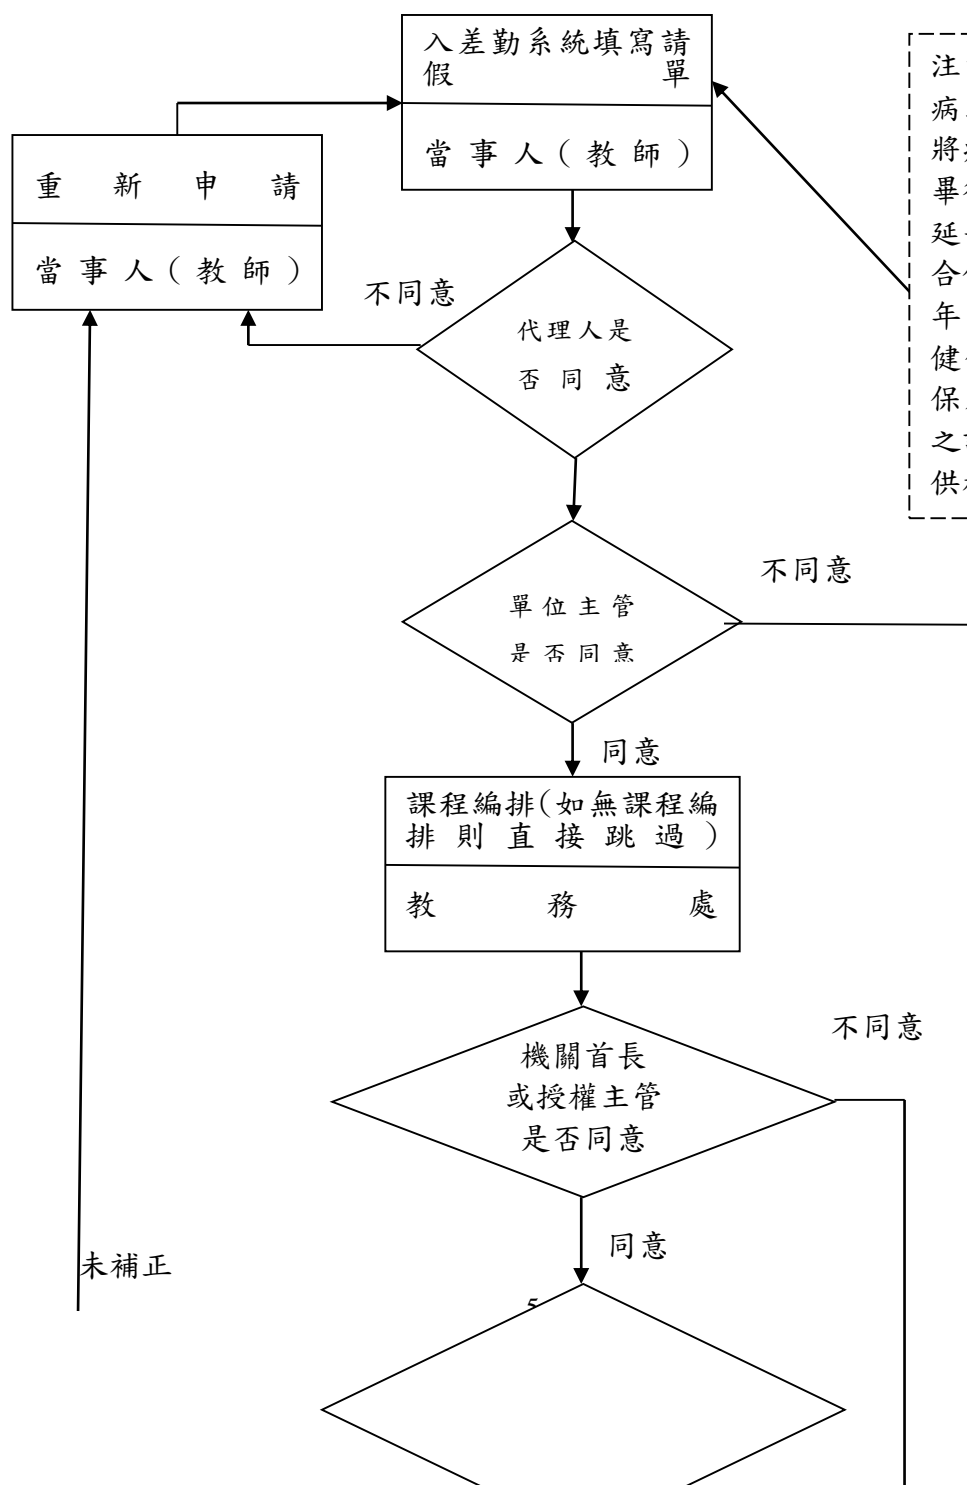 入差勤系統填寫請
假單
當事人(教師)
重新申請
當事人(教師)
注
病
畢
延
合
年
健
保
之
供
不同意
代理人是
否同意
不同意
單位主管
是否同意
同意
課程編排(如無課程編
排則直接跳過)
教務處
不同意
機關首長
或授權主管
是否同意
同意
未補正
5